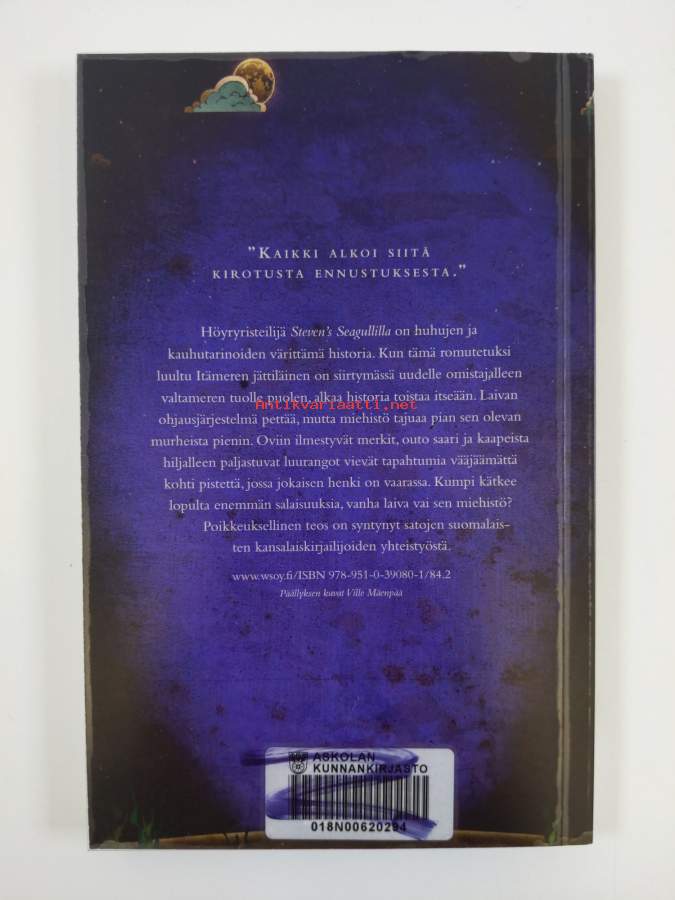 "Kaikki alkoi siitä
kirotusta ennustuksesta."
Höyryristeilijä Steven's Seagullilla on huhujen ja
kauhutarinoiden värittämä historia. Kun tämä romutetuksi
luultu Itämeren jättiläinen on siirtymässä uudelle omistajalleen
valtameren tuolle puolen, alkaa historia toistaa itseään. Laivan
Antikvariaatti.net
ohjausjärjestelmä pettää, mutta miehistö tajuaa pian sen olevan
murheista pienin. Oviin ilmestyvät merkit, outo saari ja kaapeista
hiljalleen paljastuvat luurangot vievät tapahtumia vääjäämättä
kohti pistettä, jossa jokaisen henki on vaarassa. Kumpi kätkee
lopulta enemmän salaisuuksia, vanha laiva vai sen miehistö?
Poikkeuksellinen teos on syntynyt satojen suomalais-
ten kansalaiskirjailijoiden yhteistyöstä.
www.wsoy.fi/ISBN 978-951-0-39080-1/84.2
Päällyksen kuvat Ville Mäenpää
ASKOLAN
KUNNANKIRJASTO
018N00620294